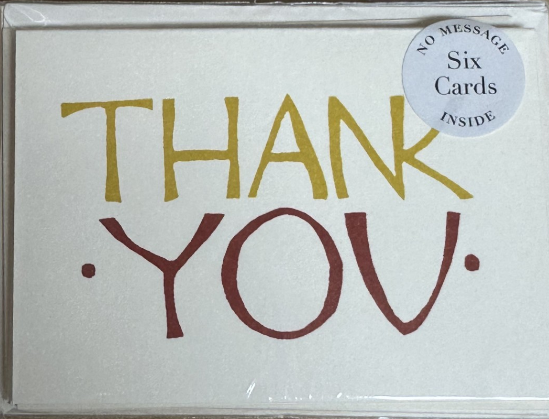 NO MESSAGE
Six
Cards
INSIDE
THANK
·YOU·